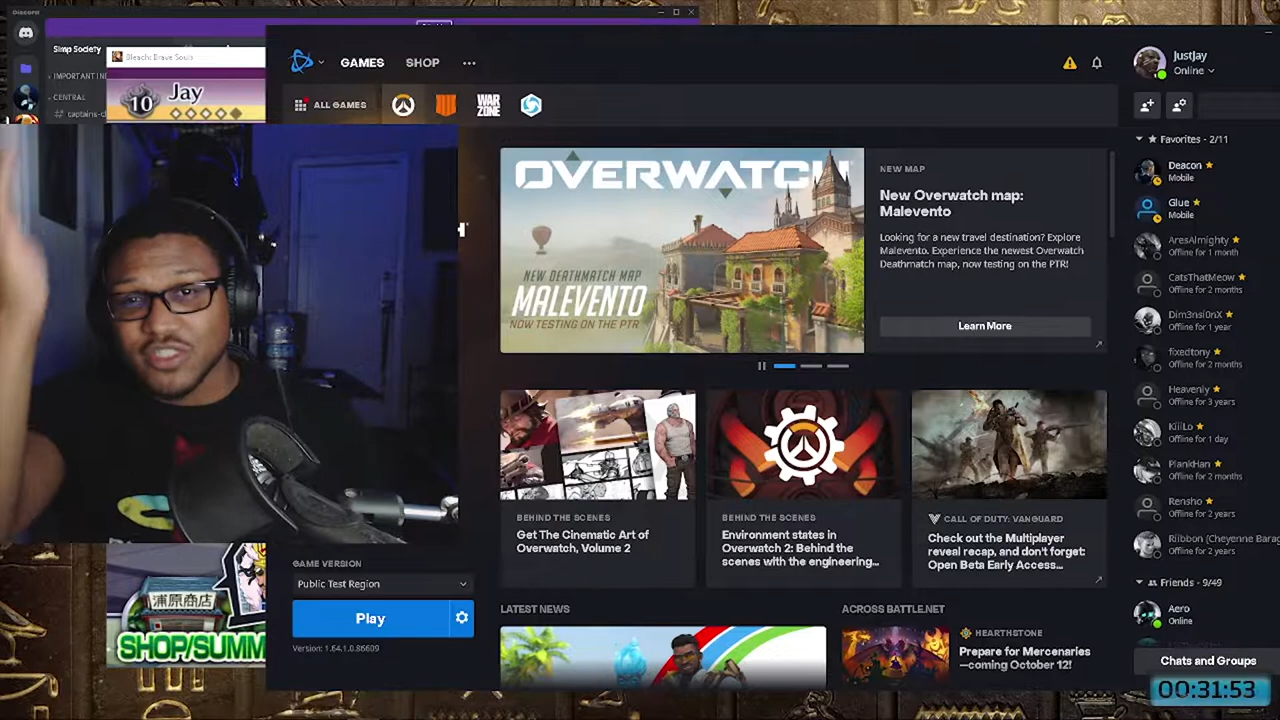 Discord
Simp Society
IMPORTANT IN
CENTRAL
# captains-c
Bleach: Brave Souls
10
Jay
GAMES
SHOP
ALL GAMES
WAR
ZONE
JustJay
Online
OVERWATCH
NEW DEATHMATCH MAP
MALEVENTO
NOW TESTING ON THE PTR
NEW MAP
New Overwatch map:
Malevento
Looking for a new travel destination? Explore
Malevento. Experience the newest Overwatch
Deathmatch map, now testing on the PTR!
Learn More
BEHIND THE SCENES
Get The Cinematic Art of
Overwatch, Volume 2
BEHIND THE SCENES
Environment states in
Overwatch 2: Behind the
scenes with the engineering...
CALL OF DUTY: VANGUARD
Check out the Multiplayer
reveal recap, and don't forget:
Open Beta Early Access...
GAME VERSION
Public Test Region
Play
Version: 1.64.1.0.86609
浦原商店
SHOP/SUMM
LATEST NEWS
ACROSS BATTLE.NET
HEARTHSTONE
Prepare for Mercenaries
—coming October 12!
Favorites - 2/11
Deacon
Mobile
Glue
Mobile
AresAlmighty
Offline for 1 month
CatsThatMeow
Offline for 2 months
Dim3nsi0nX
Offline for 1 year
fixedtony
Offline for 2 months
Heavenly
Offline for 3 years
KiiiLo
Offline for 1 day
PlankHan
Offline for 2 months
Rensho
Offline for 2 years
Riibbon (Cheyenne Barag
Offline for 2 years
Friends - 9/49
Aero
Online
Chats and Groups
00:31:53